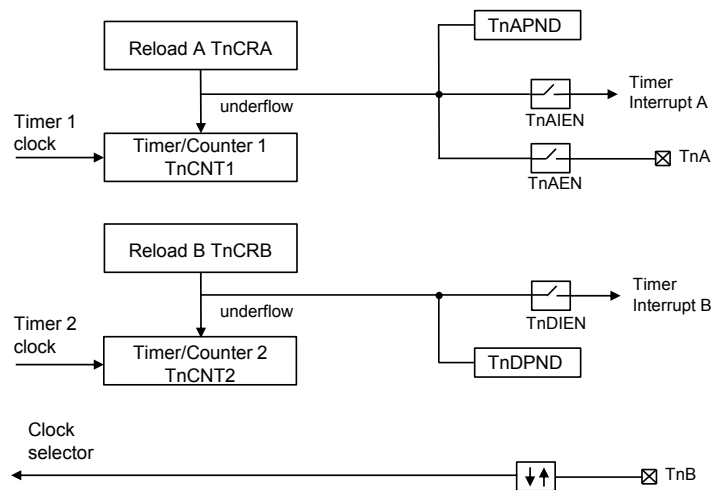 Reload A TnCRA
TnAPND
underflow
TnAIEN
Timer
Interrupt A
Timer 1
clock
Timer/Counter 1
TnCNT1
TnAEN
TnA
Reload B TnCRB
underflow
TnDIEN
Timer
Interrupt B
Timer 2
clock
Timer/Counter 2
TnCNT2
TnDPND
Clock
selector
TnB